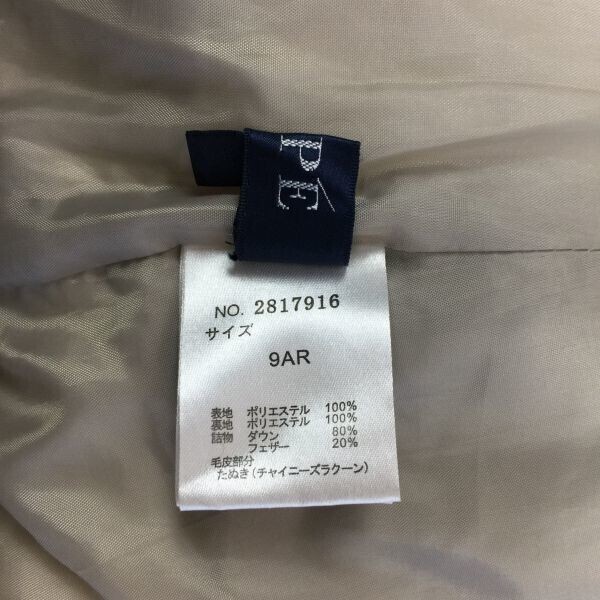 PÉ
NO. 2817916
サイズ
9AR
表地 ポリエステル 100%
裏地 ポリエステル 100%
詰物 ダウン 80%
フェザー 20%
毛皮部分
たぬき(チャイニーズラクーン)